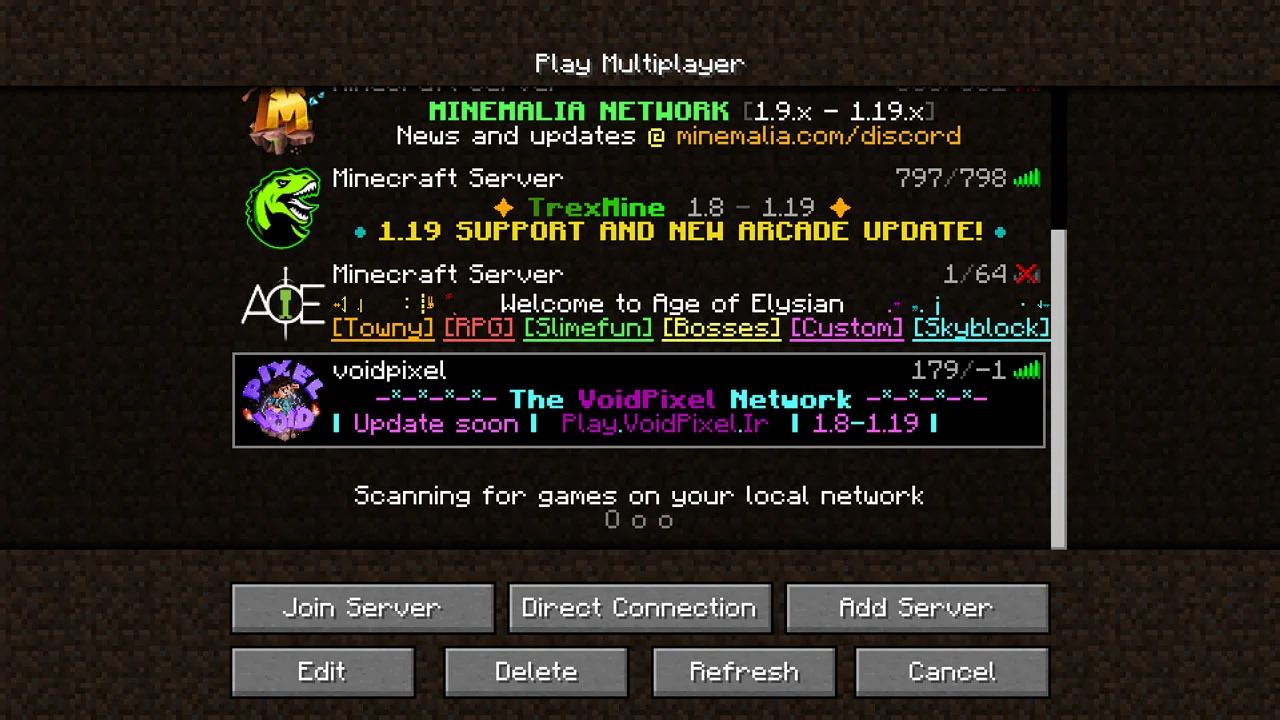 Play Multiplayer
MINEMALIA NETWORK [1.9.x - 1.19.x]
News and updates @ minemalia.com/discord
Minecraft Server 797/798
TrexMine 1.8 - 1.19
• 1.19 SUPPORT AND NEW ARCADE UPDATE! •
Minecraft Server 1/64
AOE Welcome to Age of Elysian
[Towny] [RPG] [Slimefun] [Bosses] [Custom] [Skyblock]
voidpixel 179/-1
PIXEL VOID
-*-*-*-*- The VoidPixel Network -*-*-*-*-
| Update soon | Play.VoidPixel.Ir | 1.8-1.19 |
Scanning for games on your local network
O o o
Join Server Direct Connection Add Server
Edit Delete Refresh Cancel